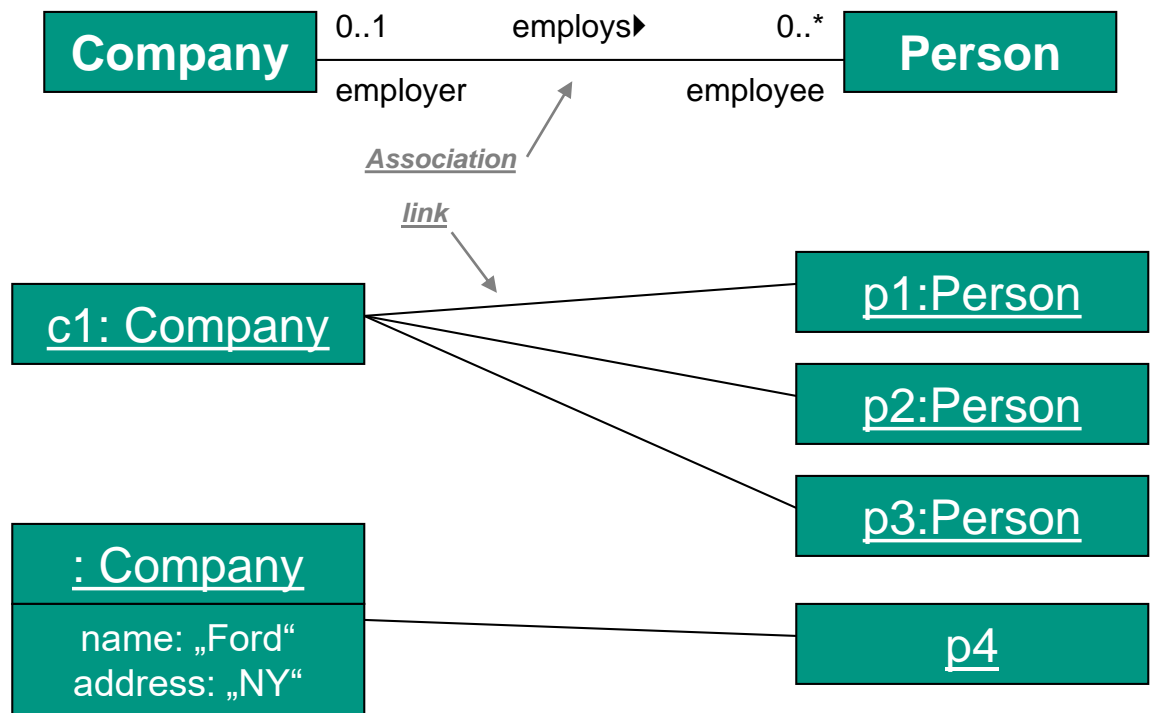 Company
0..1 employs▶ 0..*
Person
employer employee
Association
link
c1: Company
p1:Person
p2:Person
p3:Person
: Company
name: „Ford“
address: „NY“
p4